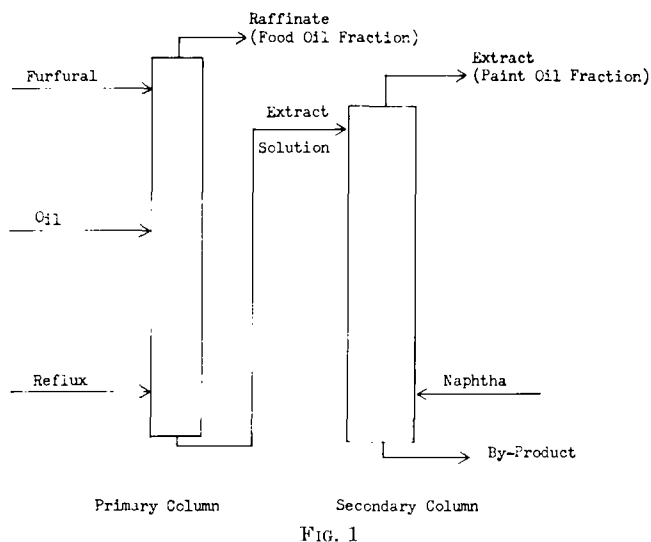 Raffinate
(Food Oil Fraction)
Furfural
Extract
(Paint Oil Fraction)
Extract
Solution
Oil
Reflux
Naphtha
By-Product
Primary Column
Secondary Column
FIG. 1